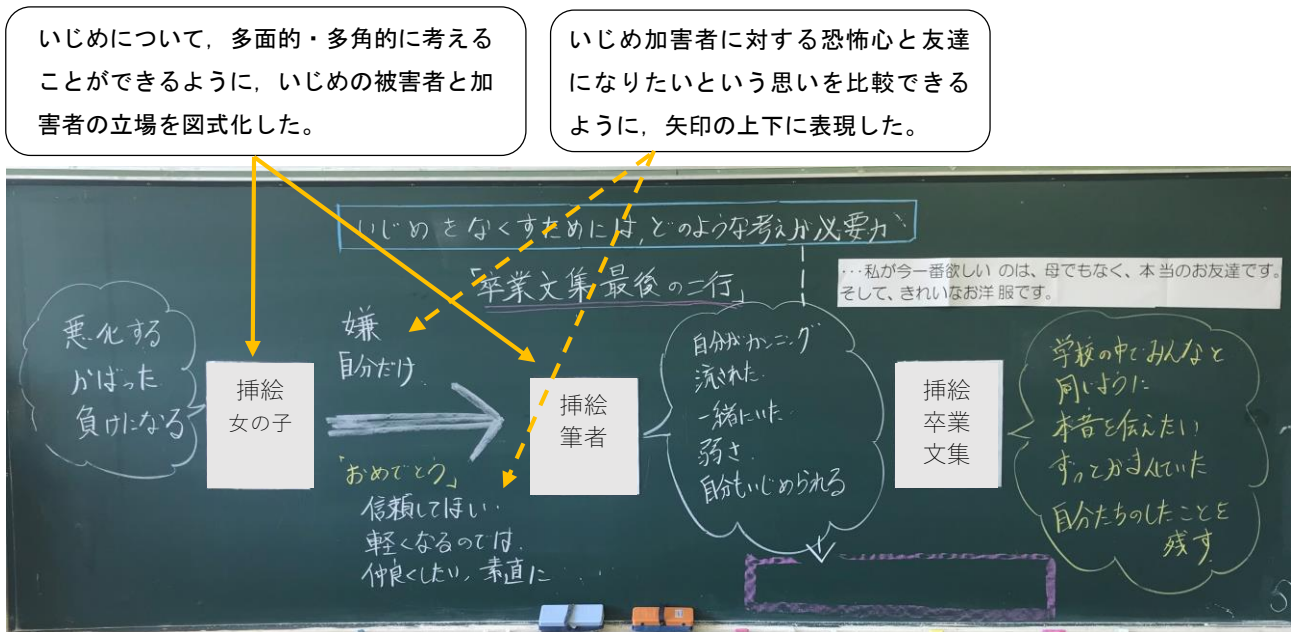 いじめについて，多面的・多角的に考える
ことができるように，いじめの被害者と加
害者の立場を図式化した。
いじめ加害者に対する恐怖心と友達
になりたいという思いを比較できる
ように，矢印の上下に表現した。
いじめをなくすためには,どのような考えが必要か
「卒業文集最後の二行」
・・・私が今一番欲しいのは、母でもなく、本当のお友達です。
そして、きれいなお洋服です。
悪化する
かばった
負けになる
挿絵
女の子
嫌
自分だけ
「おめでとう」
信頼してほしい
軽くなるのでは
仲良くしたい、素直に
挿絵
筆者
自分がカンニング
流された
一緒にいた
弱さ
自分もいじめられる
挿絵
卒業
文集
学校の中でみんなと
同じように
本音を伝えたい
ずっとがまんしていた
自分たちのしたことを
残す